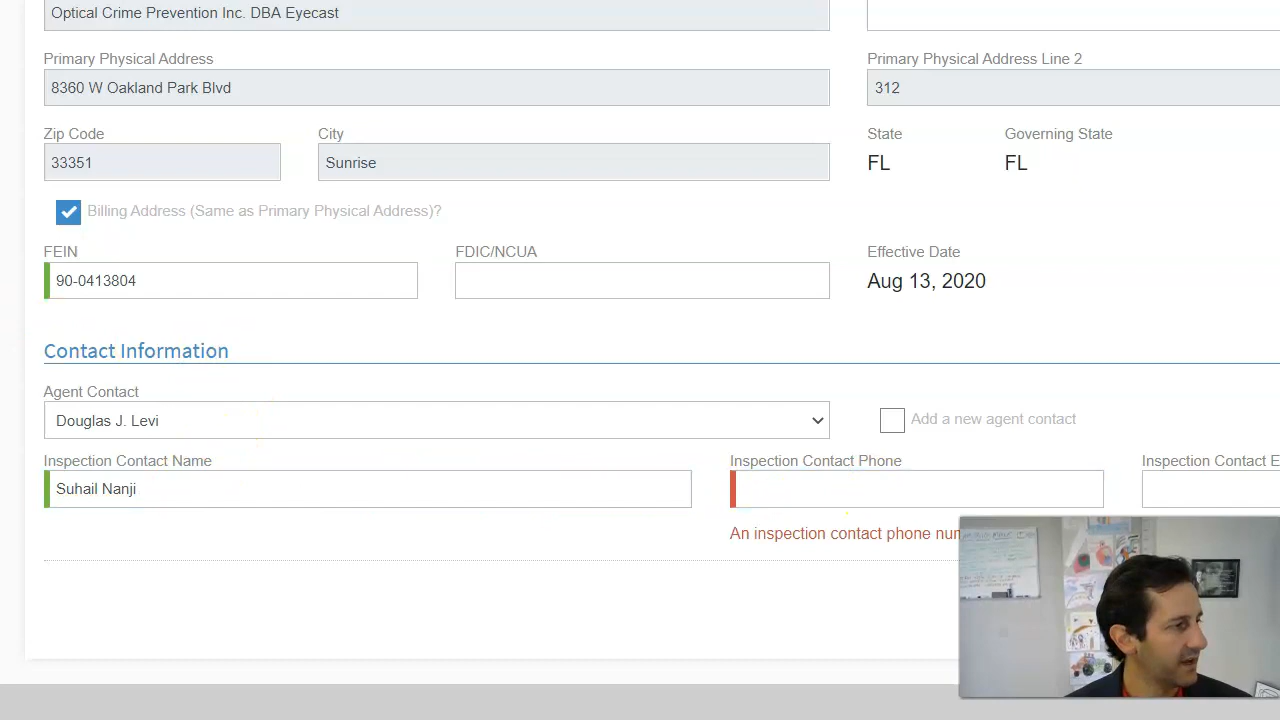 Optical Crime Prevention Inc. DBA Eyecast
Primary Physical Address
Primary Physical Address Line 2
8360 W Oakland Park Blvd
312
Zip Code
City
State
Governing State
33351
Sunrise
FL
FL
Billing Address (Same as Primary Physical Address)?
FEIN
FDIC/NCUA
Effective Date
90-0413804
Aug 13, 2020
Contact Information
Agent Contact
Douglas J. Levi
Add a new agent contact
Inspection Contact Name
Inspection Contact Phone
Inspection Contact E
Suhail Nanji
An inspection contact phone num